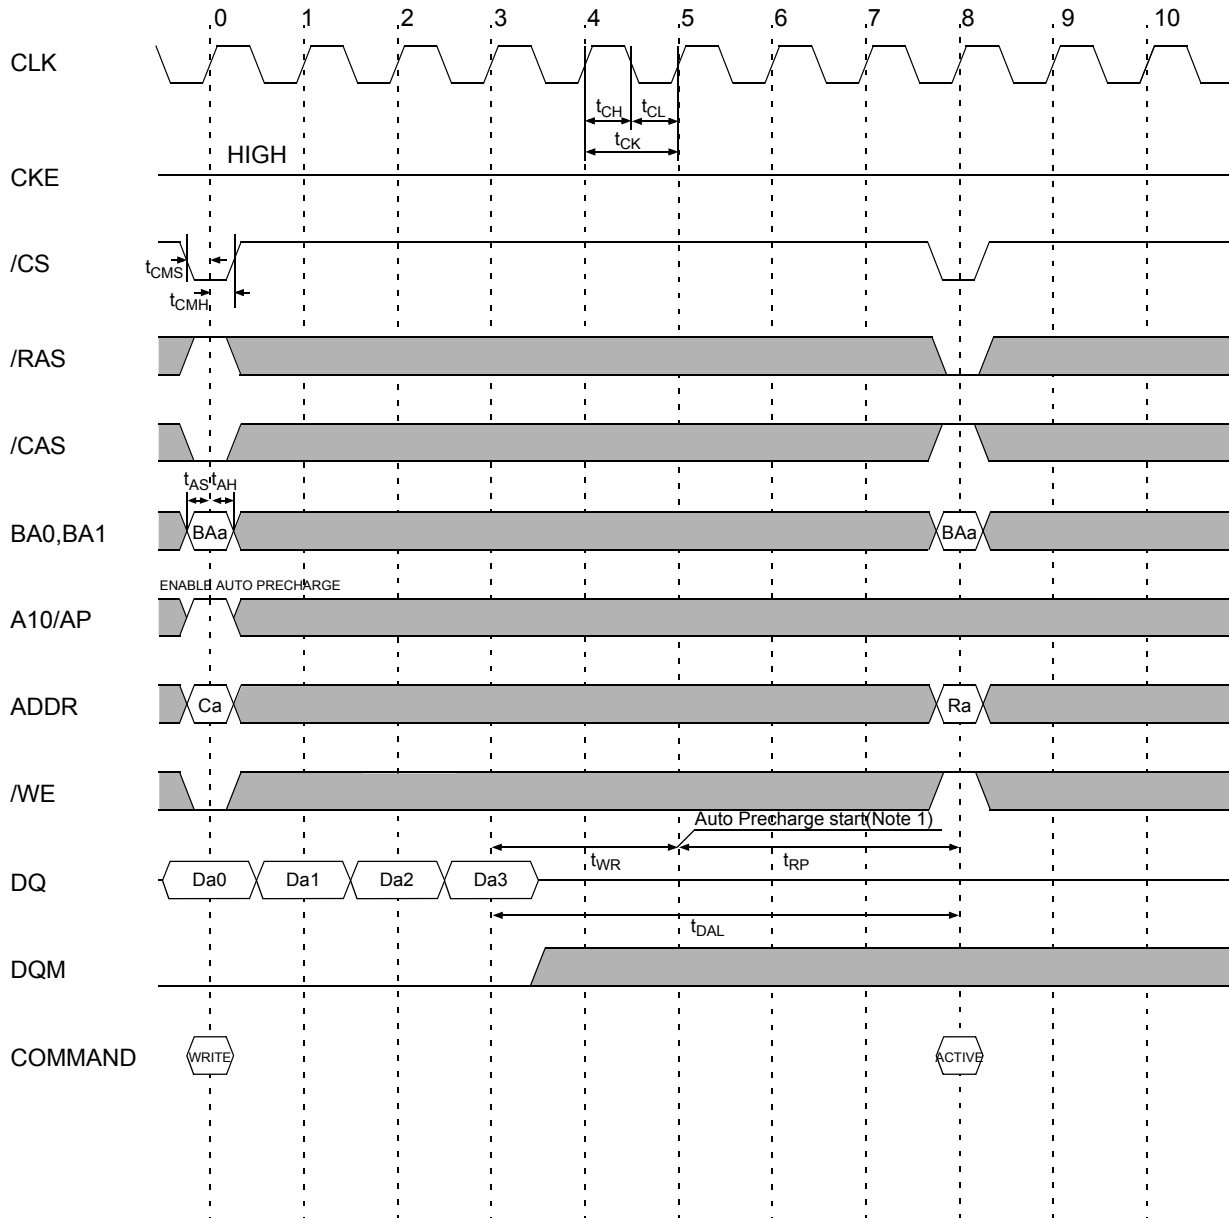 0 1 2 3 4 5 6 7 8 9 10
CLK
tCH tCL
tCK
HIGH
CKE
/CS
tCMS
tCMH
/RAS
/CAS
tAS tAH
BA0,BA1 BAa BAa
ENABLE AUTO PRECHARGE
A10/AP
ADDR Ca Ra
/WE
Auto Precharge start(Note 1)
tWR tRP
DQ Da0 Da1 Da2 Da3
tDAL
DQM
COMMAND WRITE ACTIVE